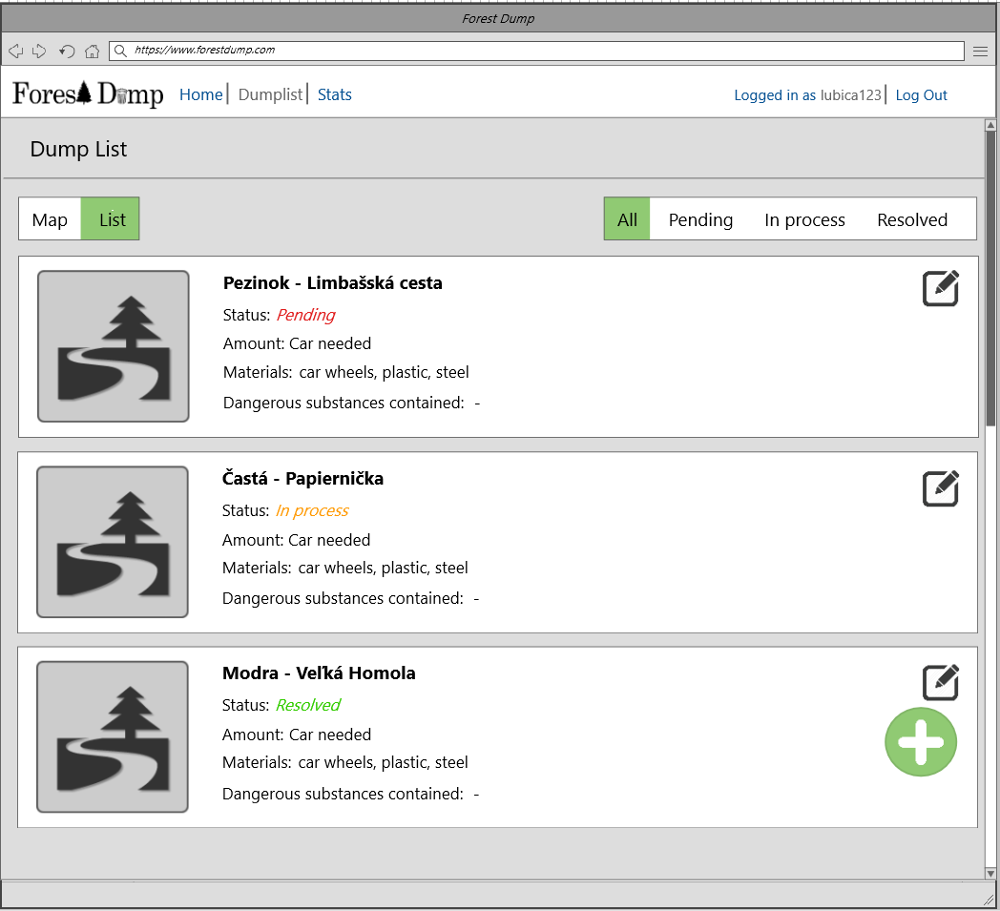 Forest Dump
https://www.forestdump.com
Forest Dump Home Dumplist Stats Logged in as lubica123 Log Out
Dump List
Map List All Pending In process Resolved
Pezinok - Limbašská cesta
Status: Pending
Amount: Car needed
Materials: car wheels, plastic, steel
Dangerous substances contained: -
Častá - Papiernička
Status: In process
Amount: Car needed
Materials: car wheels, plastic, steel
Dangerous substances contained: -
Modra - Veľká Homola
Status: Resolved
Amount: Car needed
Materials: car wheels, plastic, steel
Dangerous substances contained: -